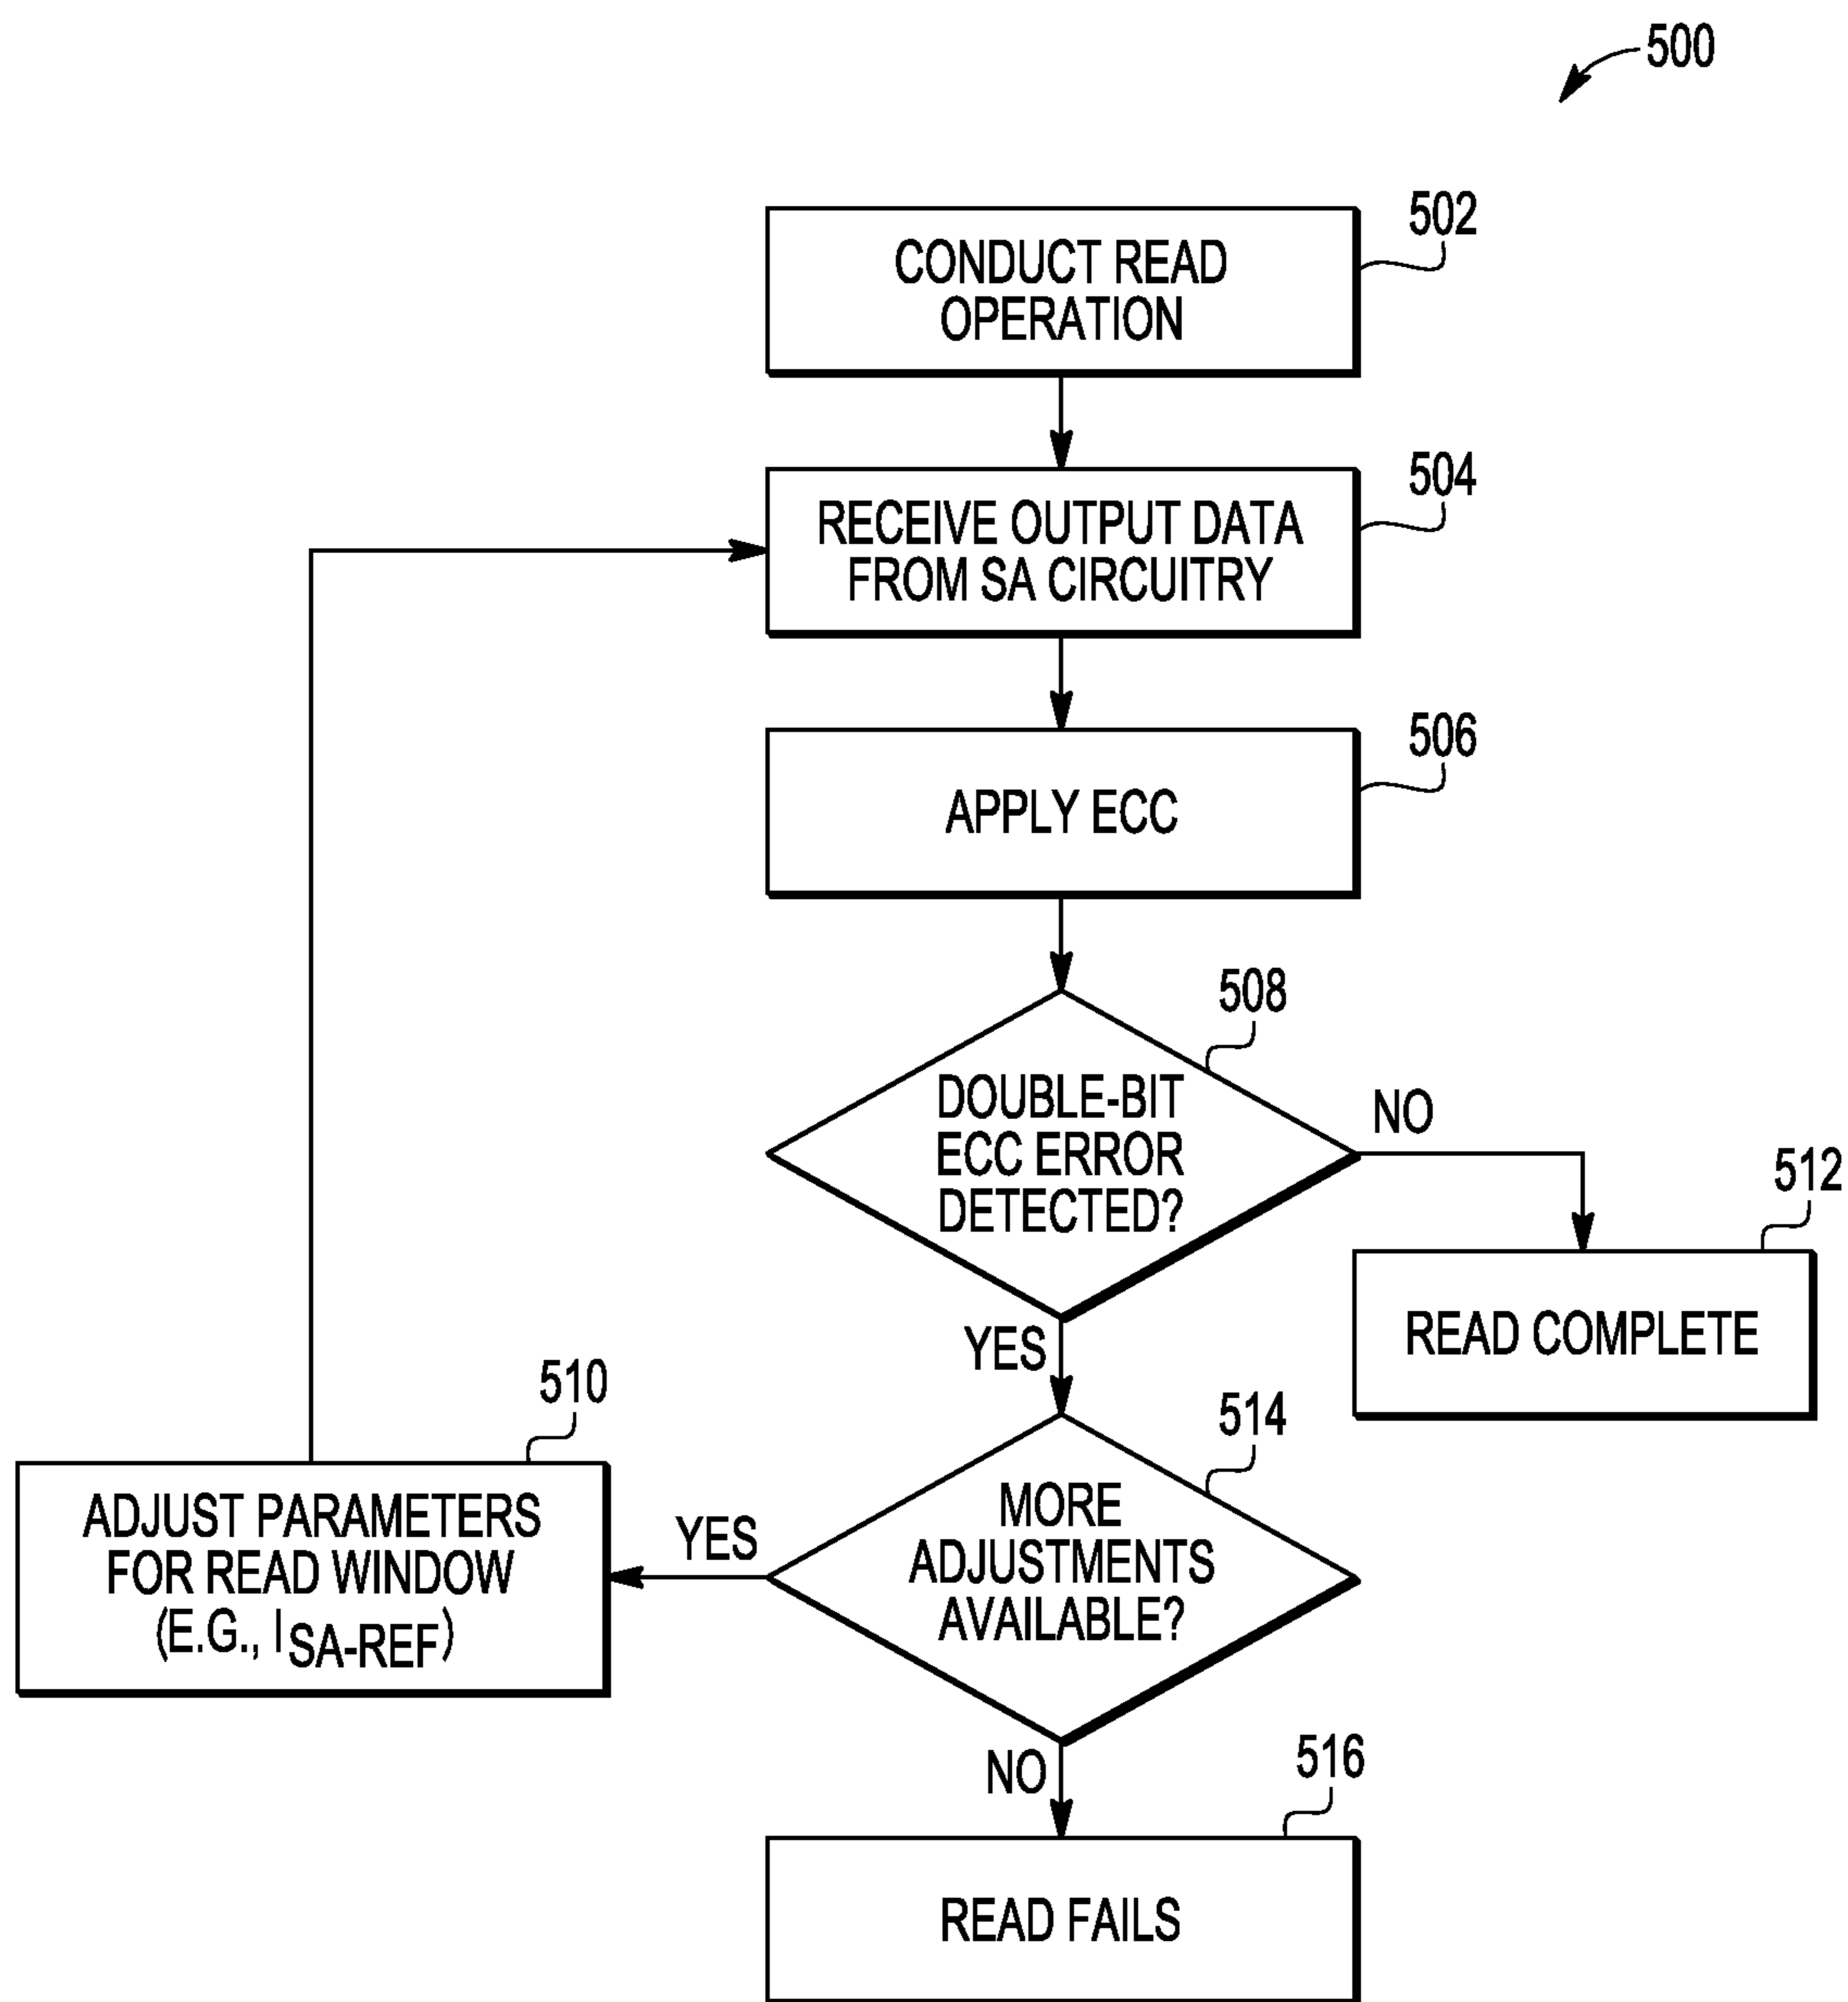 500
502
CONDUCT READ
OPERATION
504
RECEIVE OUTPUT DATA
FROM SA CIRCUITRY
506
APPLY ECC
508
DOUBLE-BIT
ECC ERROR
DETECTED?
NO
512
READ COMPLETE
YES
510
ADJUST PARAMETERS
FOR READ WINDOW
(E.G., ISA-REF)
YES
514
MORE
ADJUSTMENTS
AVAILABLE?
NO
516
READ FAILS